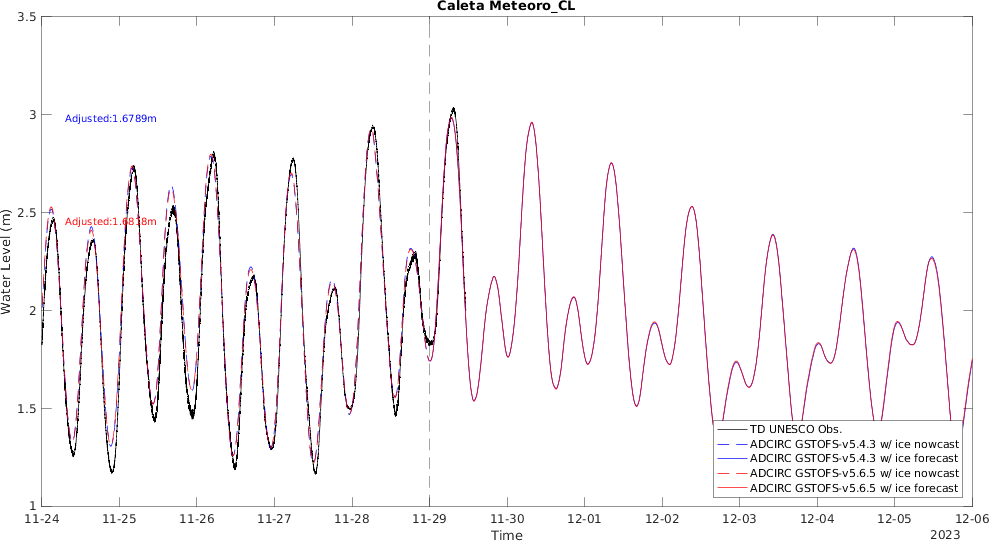 Caleta Meteoro_CL
3.5
3
2.5
2
1.5
1
Water Level (m)
Adjusted:1.6789m
Adjusted:1.6818m
TD UNESCO Obs.
ADCIRC GSTOFS-v5.4.3 w/ ice nowcast
ADCIRC GSTOFS-v5.4.3 w/ ice forecast
ADCIRC GSTOFS-v5.6.5 w/ ice nowcast
ADCIRC GSTOFS-v5.6.5 w/ ice forecast
11-24 11-25 11-26 11-27 11-28 11-29 11-30 12-01 12-02 12-03 12-04 12-05 12-06
Time
2023